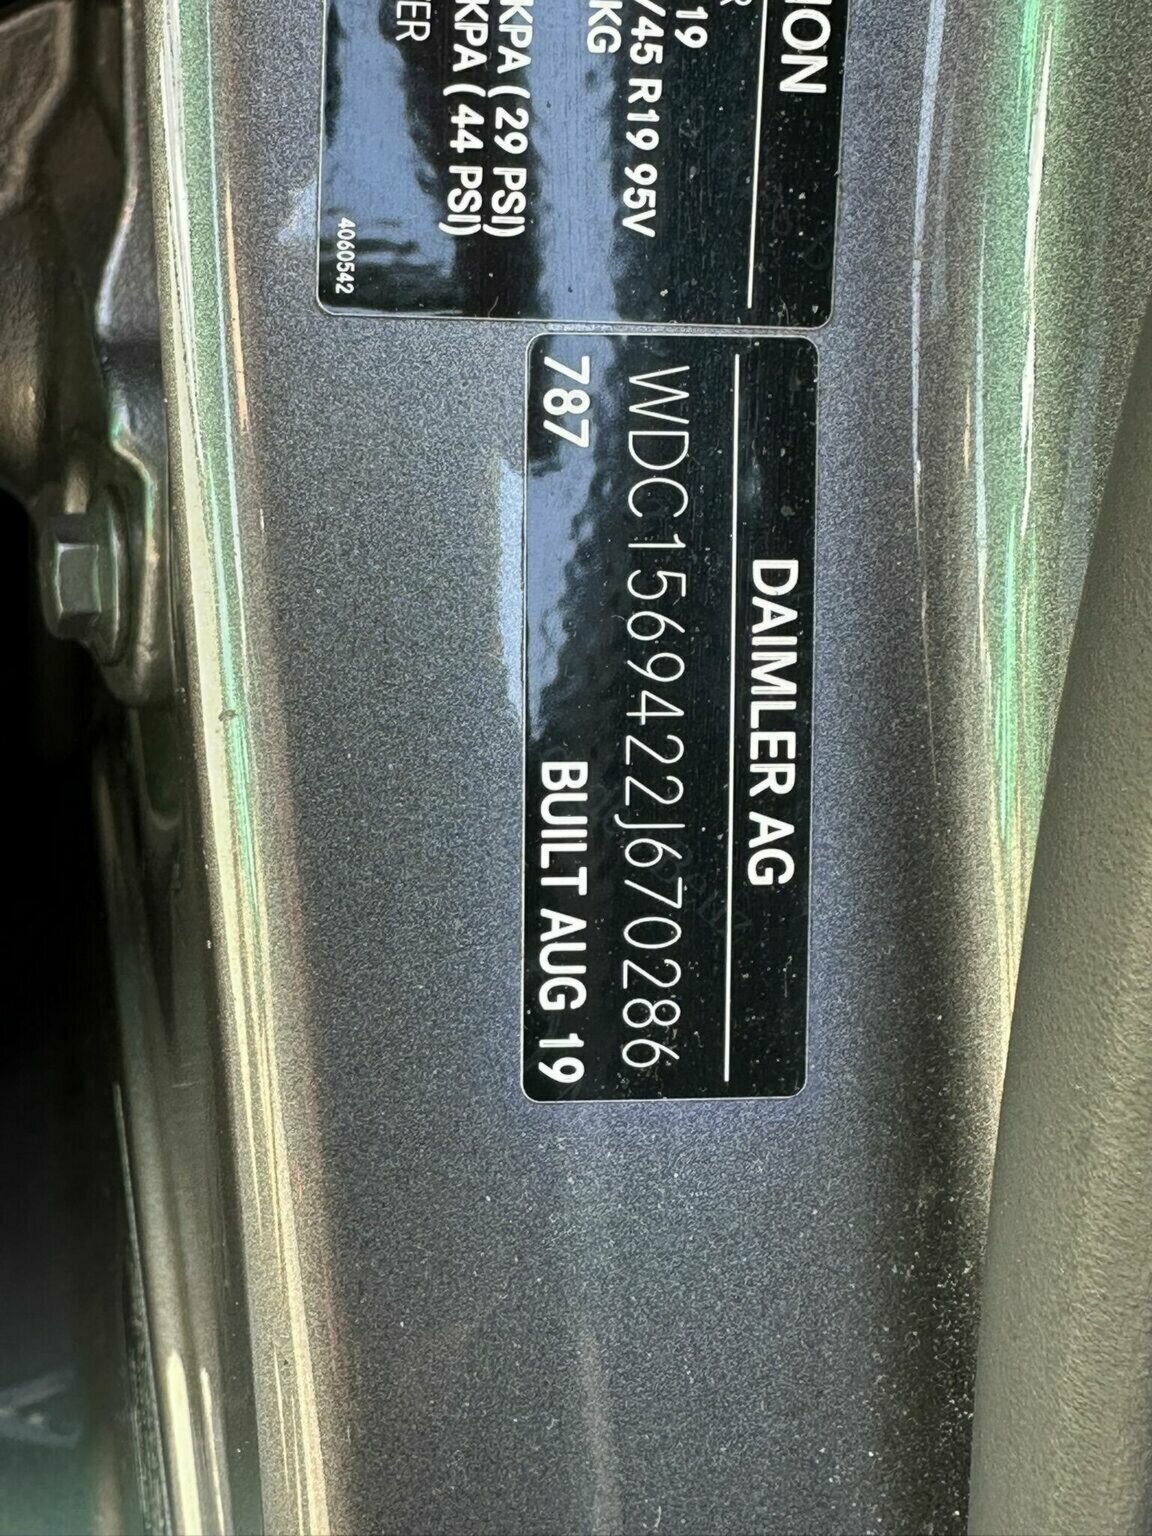 ION
R
19
/45 R19 95V
KG
KPA ( 29 PSI)
KPA ( 44 PSI)
TER
4060542
DAIMLER AG
WDC1569422J670286
787 BUILT AUG 19